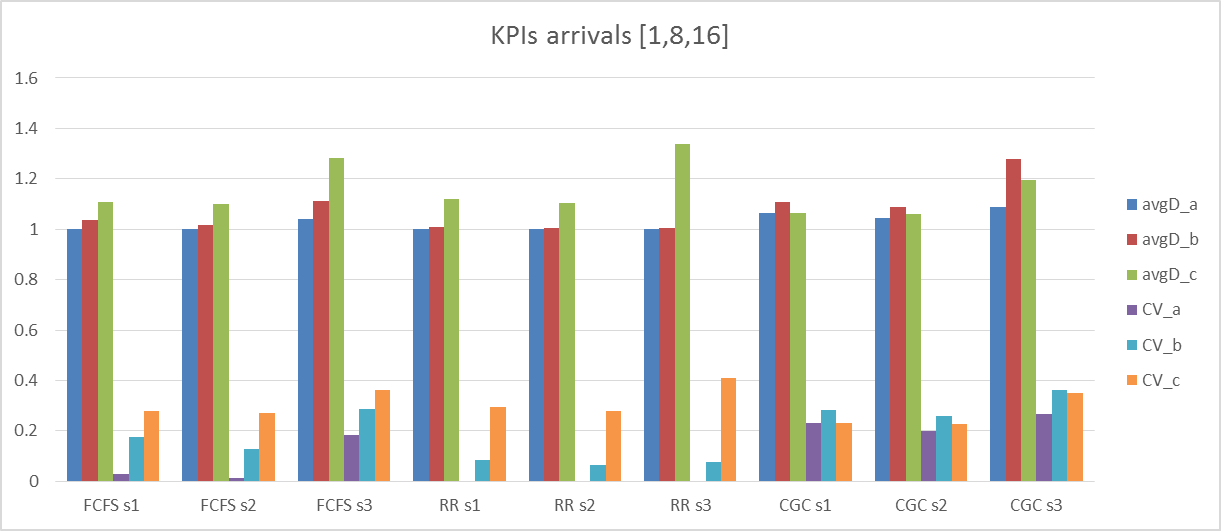 KPIs arrivals [1,8,16]
1.6
1.4
1.2
1
0.8
0.6
0.4
0.2
0
FCFS s1 FCFS s2 FCFS s3 RR s1 RR s2 RR s3 CGC s1 CGC s2 CGC s3
avgD_a
avgD_b
avgD_c
CV_a
CV_b
CV_c